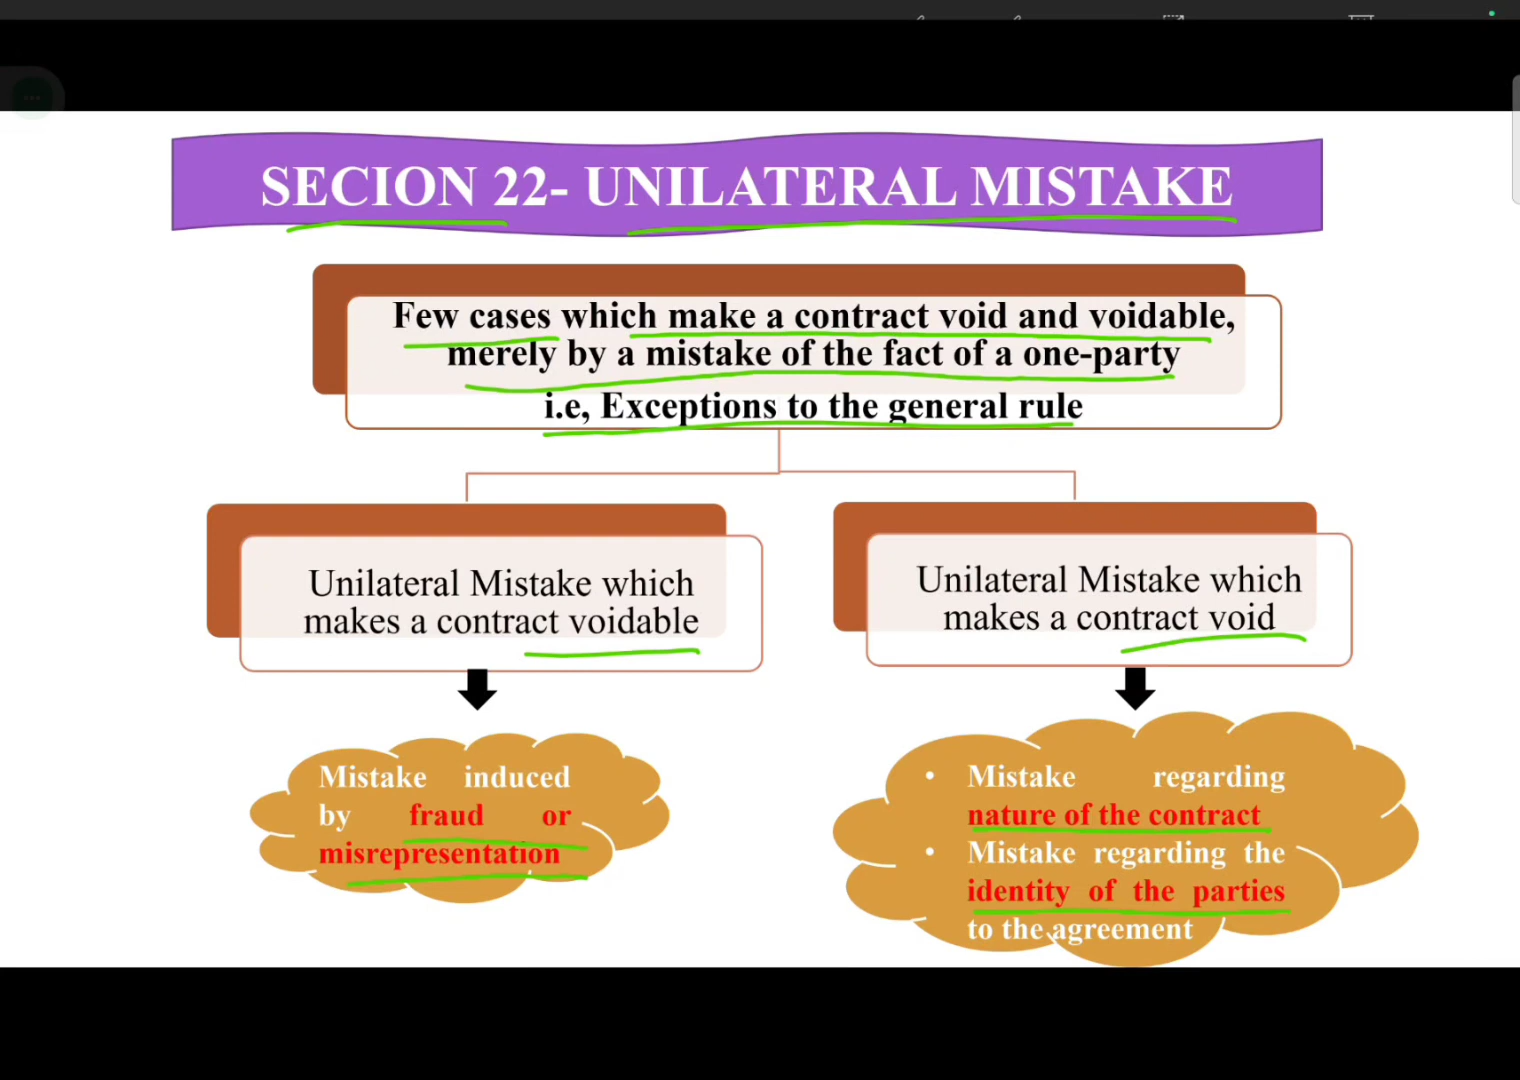 SECION 22- UNILATERAL MISTAKE
Few cases which make a contract void and voidable,
merely by a mistake of the fact of a one-party
i.e, Exceptions to the general rule
Unilateral Mistake which
makes a contract voidable
Unilateral Mistake which
makes a contract void
Mistake induced
by fraud or
misrepresentation
• Mistake regarding
nature of the contract
• Mistake regarding the
identity of the parties
to the agreement